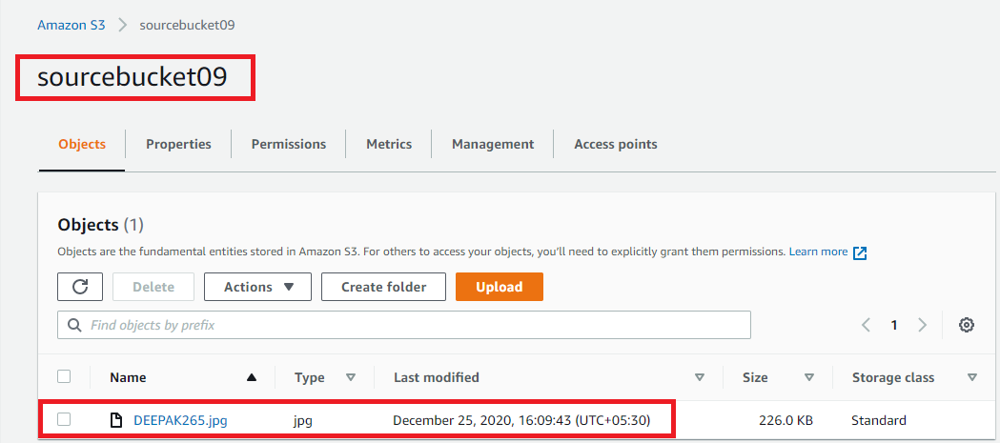 Amazon S3 > sourcebucket09
sourcebucket09
Objects Properties Permissions Metrics Management Access points
Objects (1)
Objects are the fundamental entities stored in Amazon S3. For others to access your objects, you'll need to explicitly grant them permissions. Learn more
Delete Actions Create folder Upload
Find objects by prefix 1
Name Type Last modified Size Storage class
DEEPAK265.jpg jpg December 25, 2020, 16:09:43 (UTC+05:30) 226.0 KB Standard